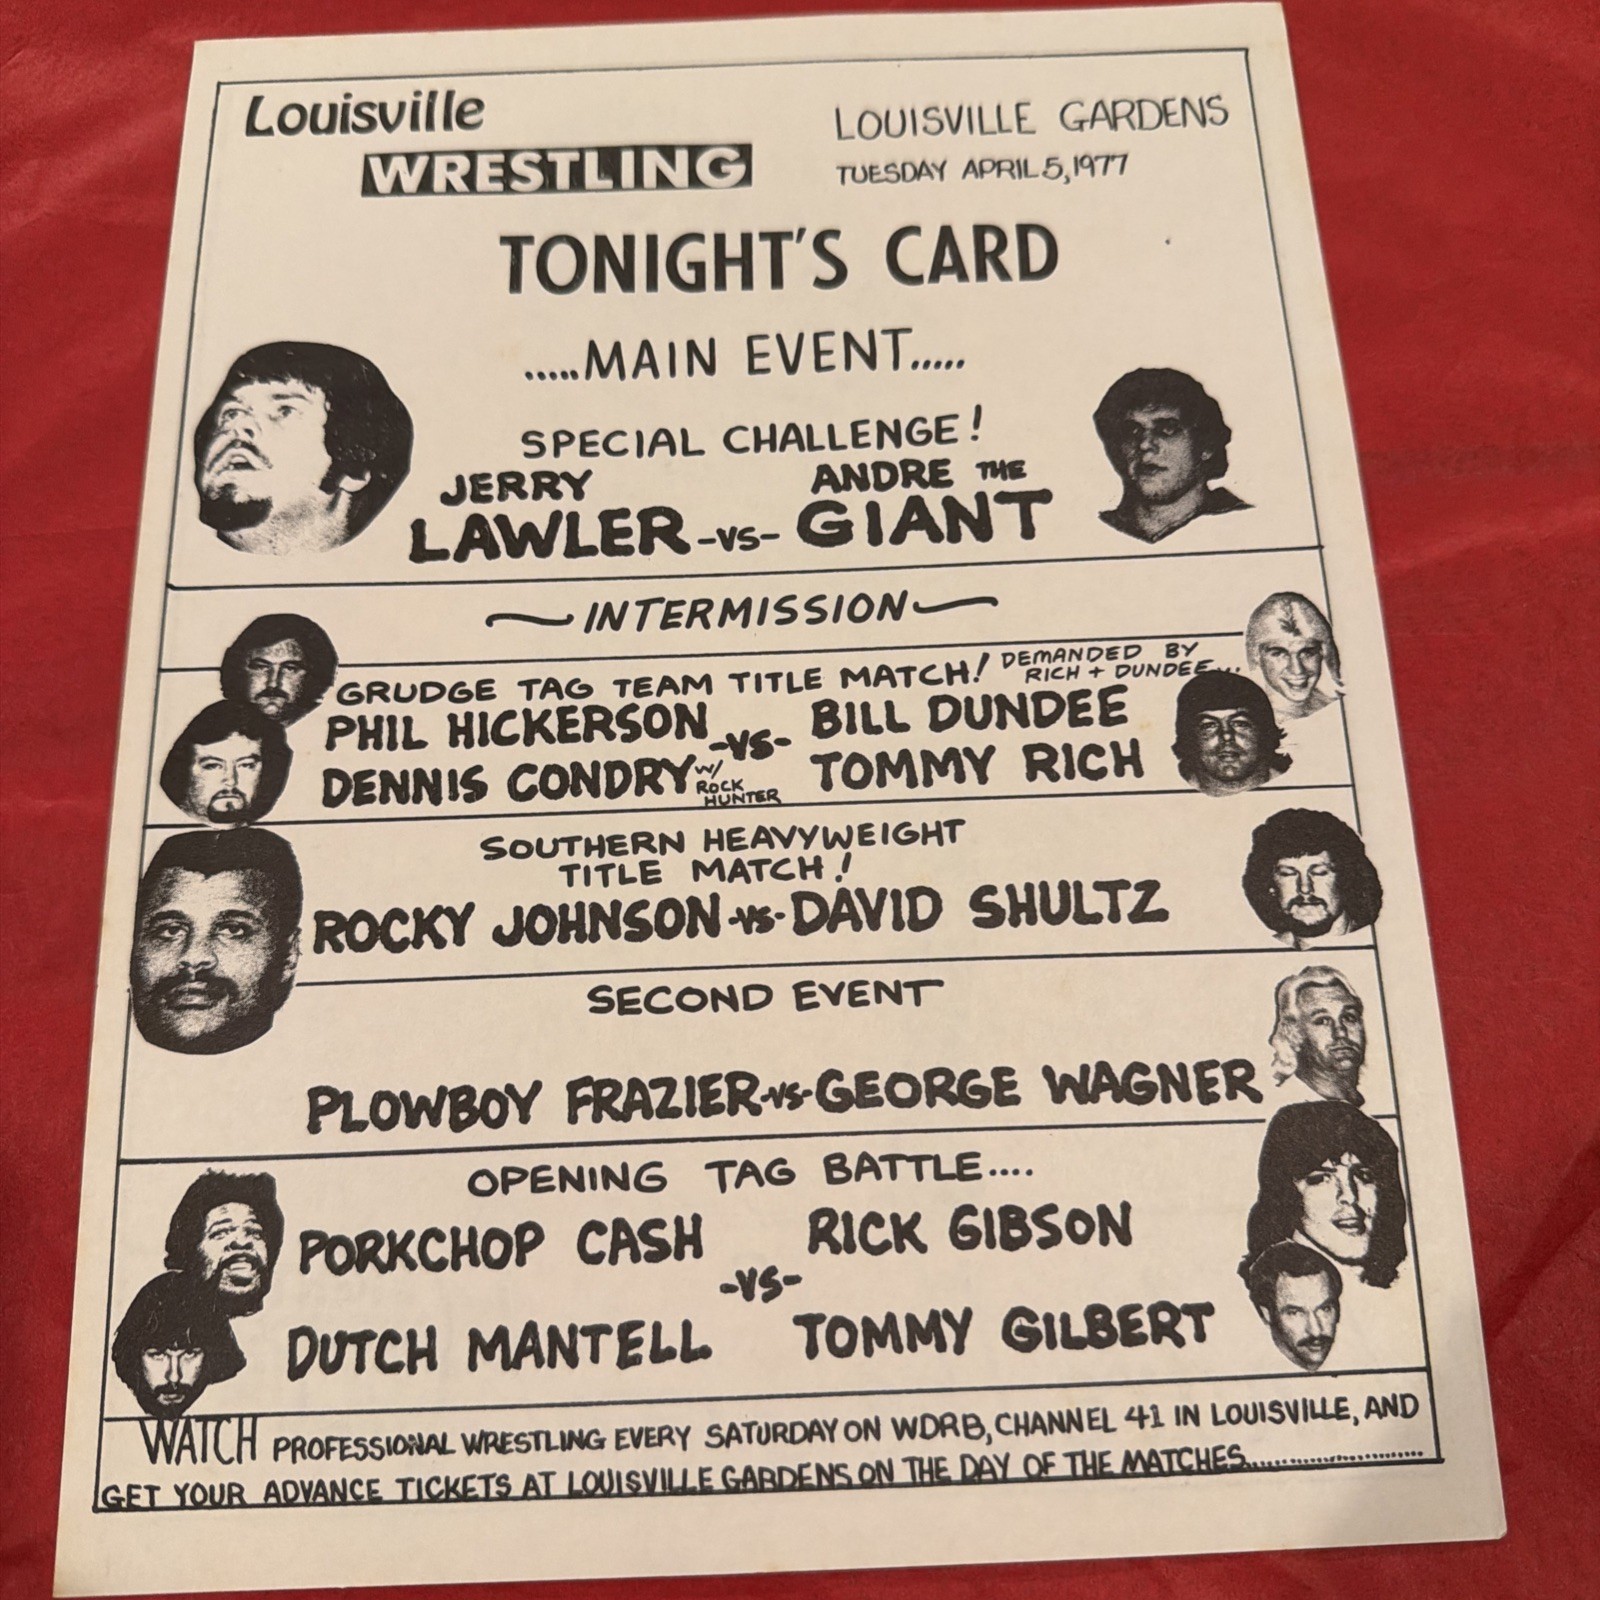 Louisville
WRESTLING
LOUISVILLE GARDENS
TUESDAY APRIL 5, 1977
TONIGHT'S CARD
.....MAIN EVENT.....
SPECIAL CHALLENGE!
JERRY LAWLER -VS- ANDRE THE GIANT
INTERMISSION
GRUDGE TAG TEAM TITLE MATCH! DEMANDED BY RICH + DUNDEE...
PHIL HICKERSON -VS- BILL DUNDEE
DENNIS CONDRY W/ ROCK HUNTER TOMMY RICH
SOUTHERN HEAVYWEIGHT
TITLE MATCH!
ROCKY JOHNSON -VS- DAVID SHULTZ
SECOND EVENT
PLOWBOY FRAZIER -VS- GEORGE WAGNER
OPENING TAG BATTLE....
PORKCHOP CASH RICK GIBSON
-VS-
DUTCH MANTELL TOMMY GILBERT
WATCH PROFESSIONAL WRESTLING EVERY SATURDAY ON WDRB, CHANNEL 41 IN LOUISVILLE, AND
GET YOUR ADVANCE TICKETS AT LOUISVILLE GARDENS ON THE DAY OF THE MATCHES......................